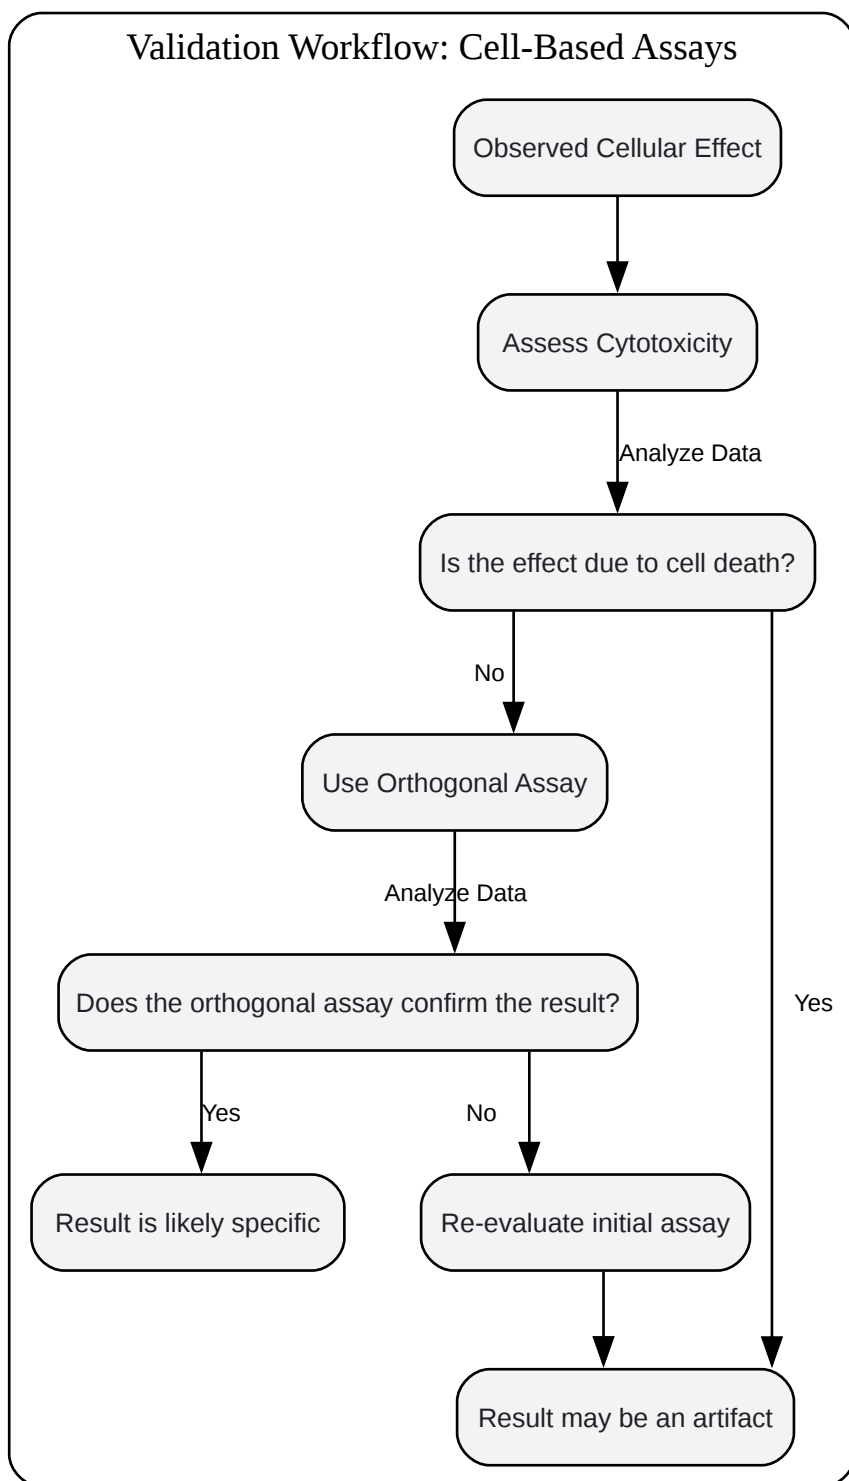 Validation Workflow: Cell-Based Assays
Observed Cellular Effect
Assess Cytotoxicity
Analyze Data
Is the effect due to cell death?
No
Use Orthogonal Assay
Analyze Data
Does the orthogonal assay confirm the result?
Yes
Yes
No
Result is likely specific
Re-evaluate initial assay
Result may be an artifact